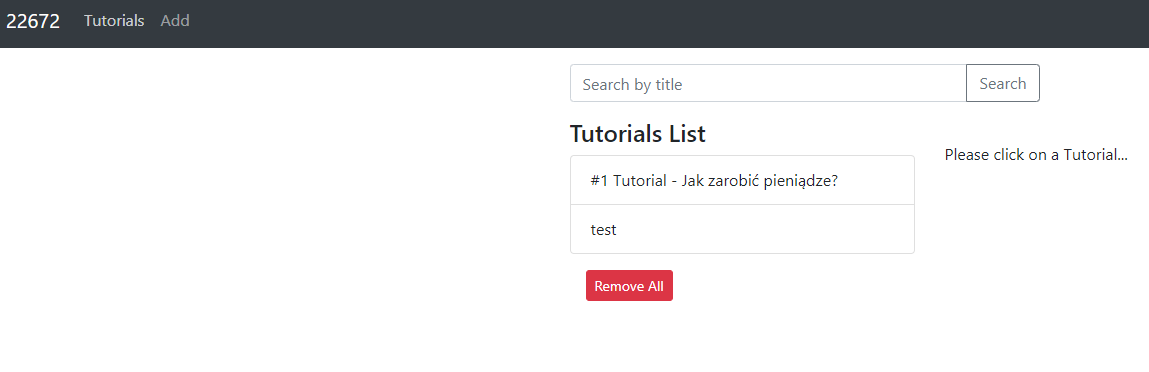 22672 Tutorials Add
Search by title Search
Tutorials List
Please click on a Tutorial...
#1 Tutorial - Jak zarobić pieniądze?
test
Remove All